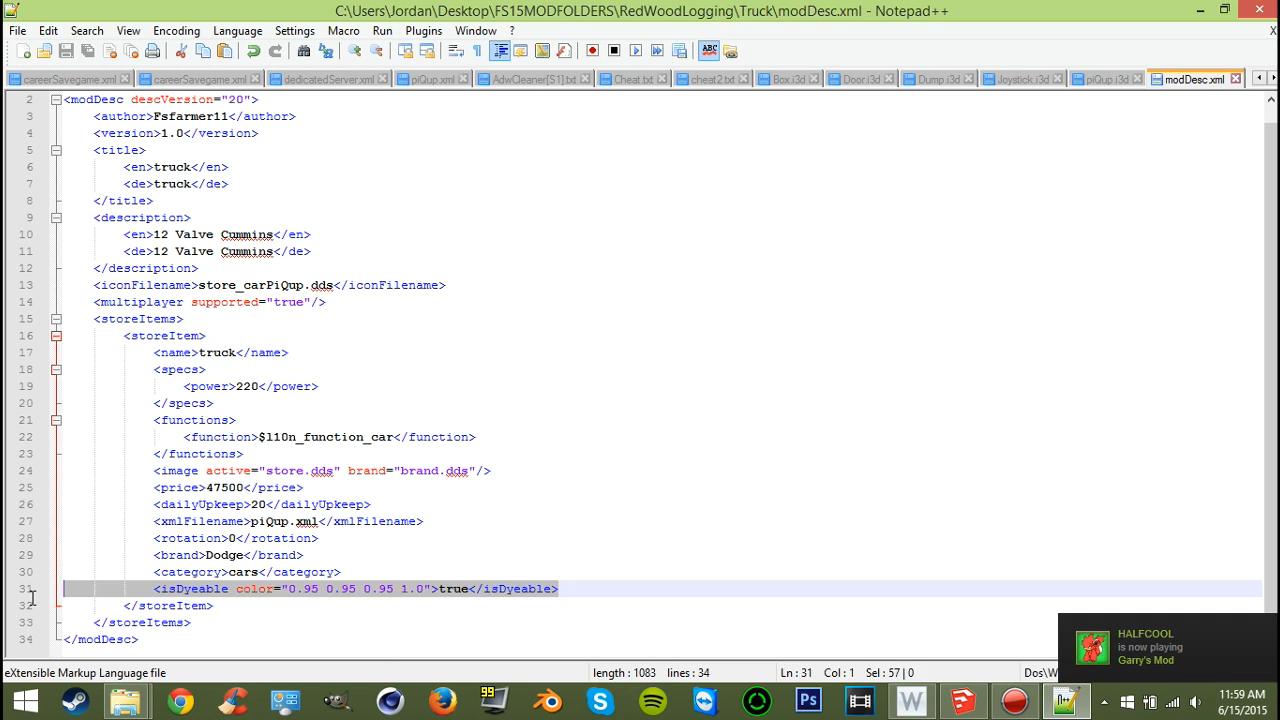 C:\Users\Jordan\Desktop\FS15MODFOLDERS\RedWoodLogging\Truck\modDesc.xml - Notepad++
File Edit Search View Encoding Language Settings Macro Run Plugins Window ? X
careerSavegame.xml careerSavegame.xml dedicatedServer.xml piQup.xml AdwCleaner[S1].txt Cheat.txt cheat2.txt Box.i3d Door.i3d Dump.i3d Joystick.i3d piQup.i3d modDesc.xml
2 <modDesc descVersion="20">
3 <author>Fsfarmer11</author>
4 <version>1.0</version>
5 <title>
6 <en>truck</en>
7 <de>truck</de>
8 </title>
9 <description>
10 <en>12 Valve Cummins</en>
11 <de>12 Valve Cummins</de>
12 </description>
13 <iconFilename>store_carPiQup.dds</iconFilename>
14 <multiplayer supported="true"/>
15 <storeItems>
16 <storeItem>
17 <name>truck</name>
18 <specs>
19 <power>220</power>
20 </specs>
21 <functions>
22 <function>$l10n_function_car</function>
23 </functions>
24 <image active="store.dds" brand="brand.dds"/>
25 <price>47500</price>
26 <dailyUpkeep>20</dailyUpkeep>
27 <xmlFilename>piQup.xml</xmlFilename>
28 <rotation>0</rotation>
29 <brand>Dodge</brand>
30 <category>cars</category>
31 <isDyeable color="0.95 0.95 0.95 1.0">true</isDyeable>
32 </storeItem>
33 </storeItems>
34 </modDesc>
HALFCOOL
is now playing
Garry's Mod
eXtensible Markup Language file length : 1083 lines : 34 Ln : 31 Col : 1 Sel : 57 | 0 Dos\W
99
W
Ps
11:59 AM
6/15/2015